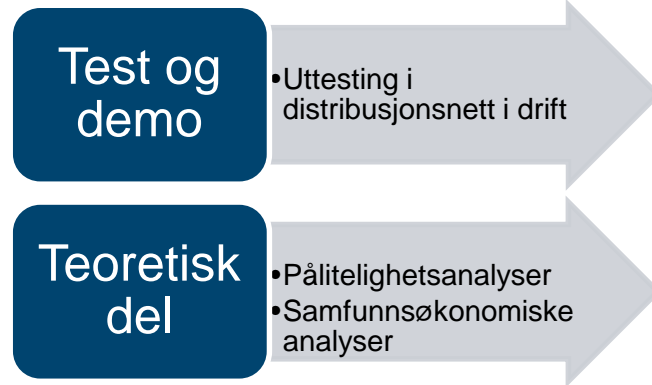 Test og
demo
•Uttesting i
distribusjonsnett i drift
Teoretisk
del
•Pålitelighetsanalyser
•Samfunnsøkonomiske
analyser